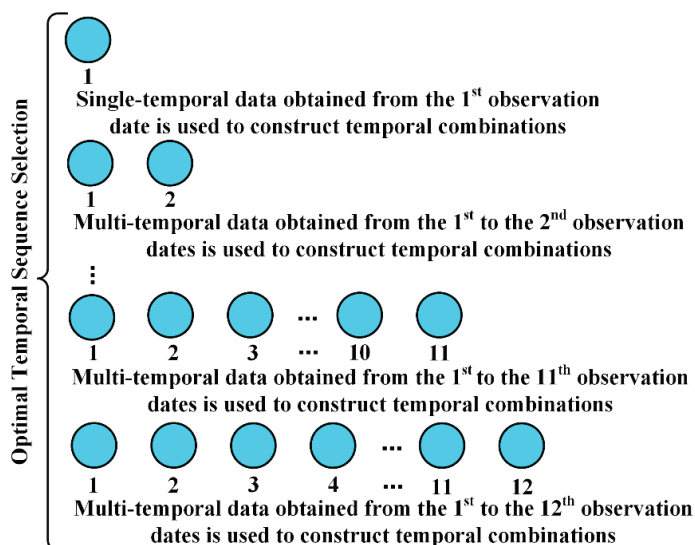 Optimal Temporal Sequence Selection
1
Single-temporal data obtained from the 1st observation
date is used to construct temporal combinations
1 2
Multi-temporal data obtained from the 1st to the 2nd observation
dates is used to construct temporal combinations
⋮
...
1 2 3 ... 10 11
Multi-temporal data obtained from the 1st to the 11th observation
dates is used to construct temporal combinations
...
1 2 3 4 ... 11 12
Multi-temporal data obtained from the 1st to the 12th observation
dates is used to construct temporal combinations